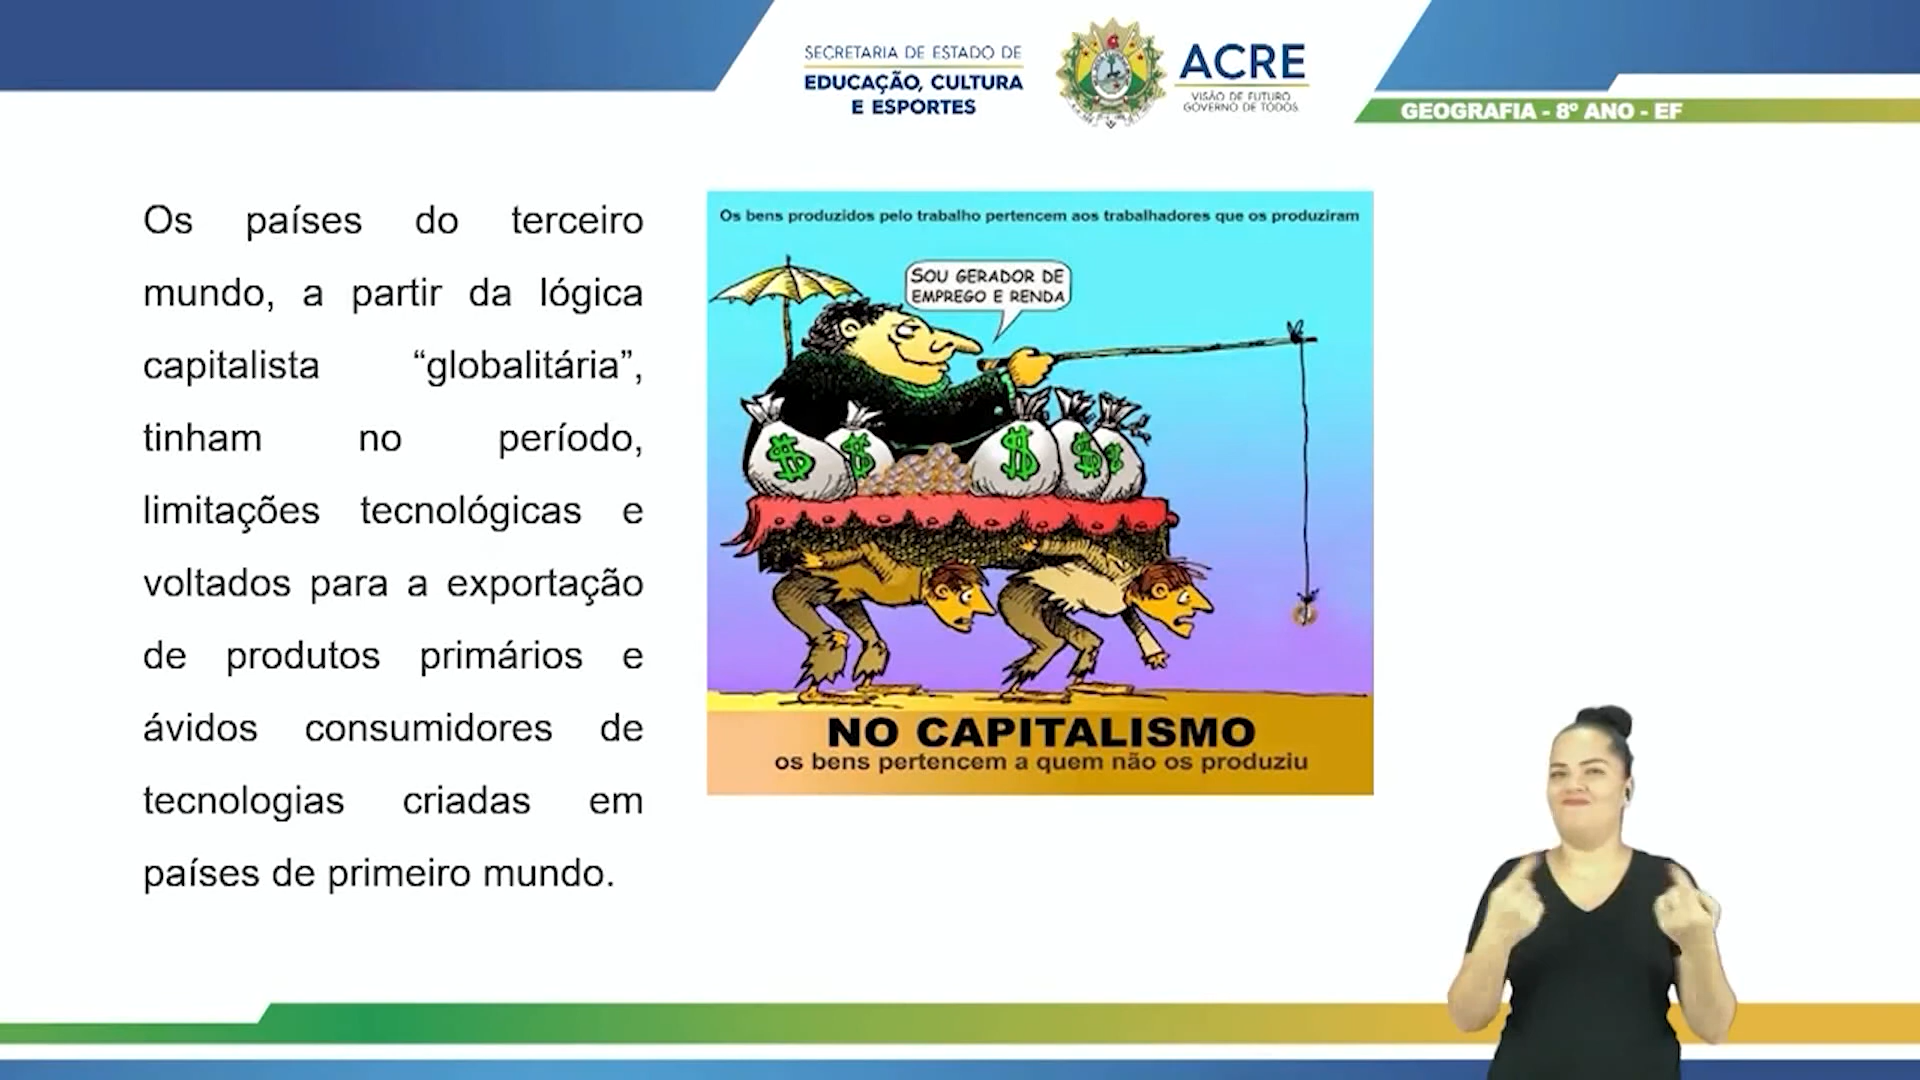 SECRETARIA DE ESTADO DE
EDUCAÇÃO, CULTURA
E ESPORTES
ACRE
VISÃO DE FUTURO
GOVERNO DE TODOS
GEOGRAFIA - 8º ANO - EF
Os países do terceiro
mundo, a partir da lógica
capitalista “globalitária”,
tinham no período,
limitações tecnológicas e
voltados para a exportação
de produtos primários e
ávidos consumidores de
tecnologias criadas em
países de primeiro mundo.
Os bens produzidos pelo trabalho pertencem aos trabalhadores que os produziram
SOU GERADOR DE
EMPREGO E RENDA
$ $ $ $ $
NO CAPITALISMO
os bens pertencem a quem não os produziu